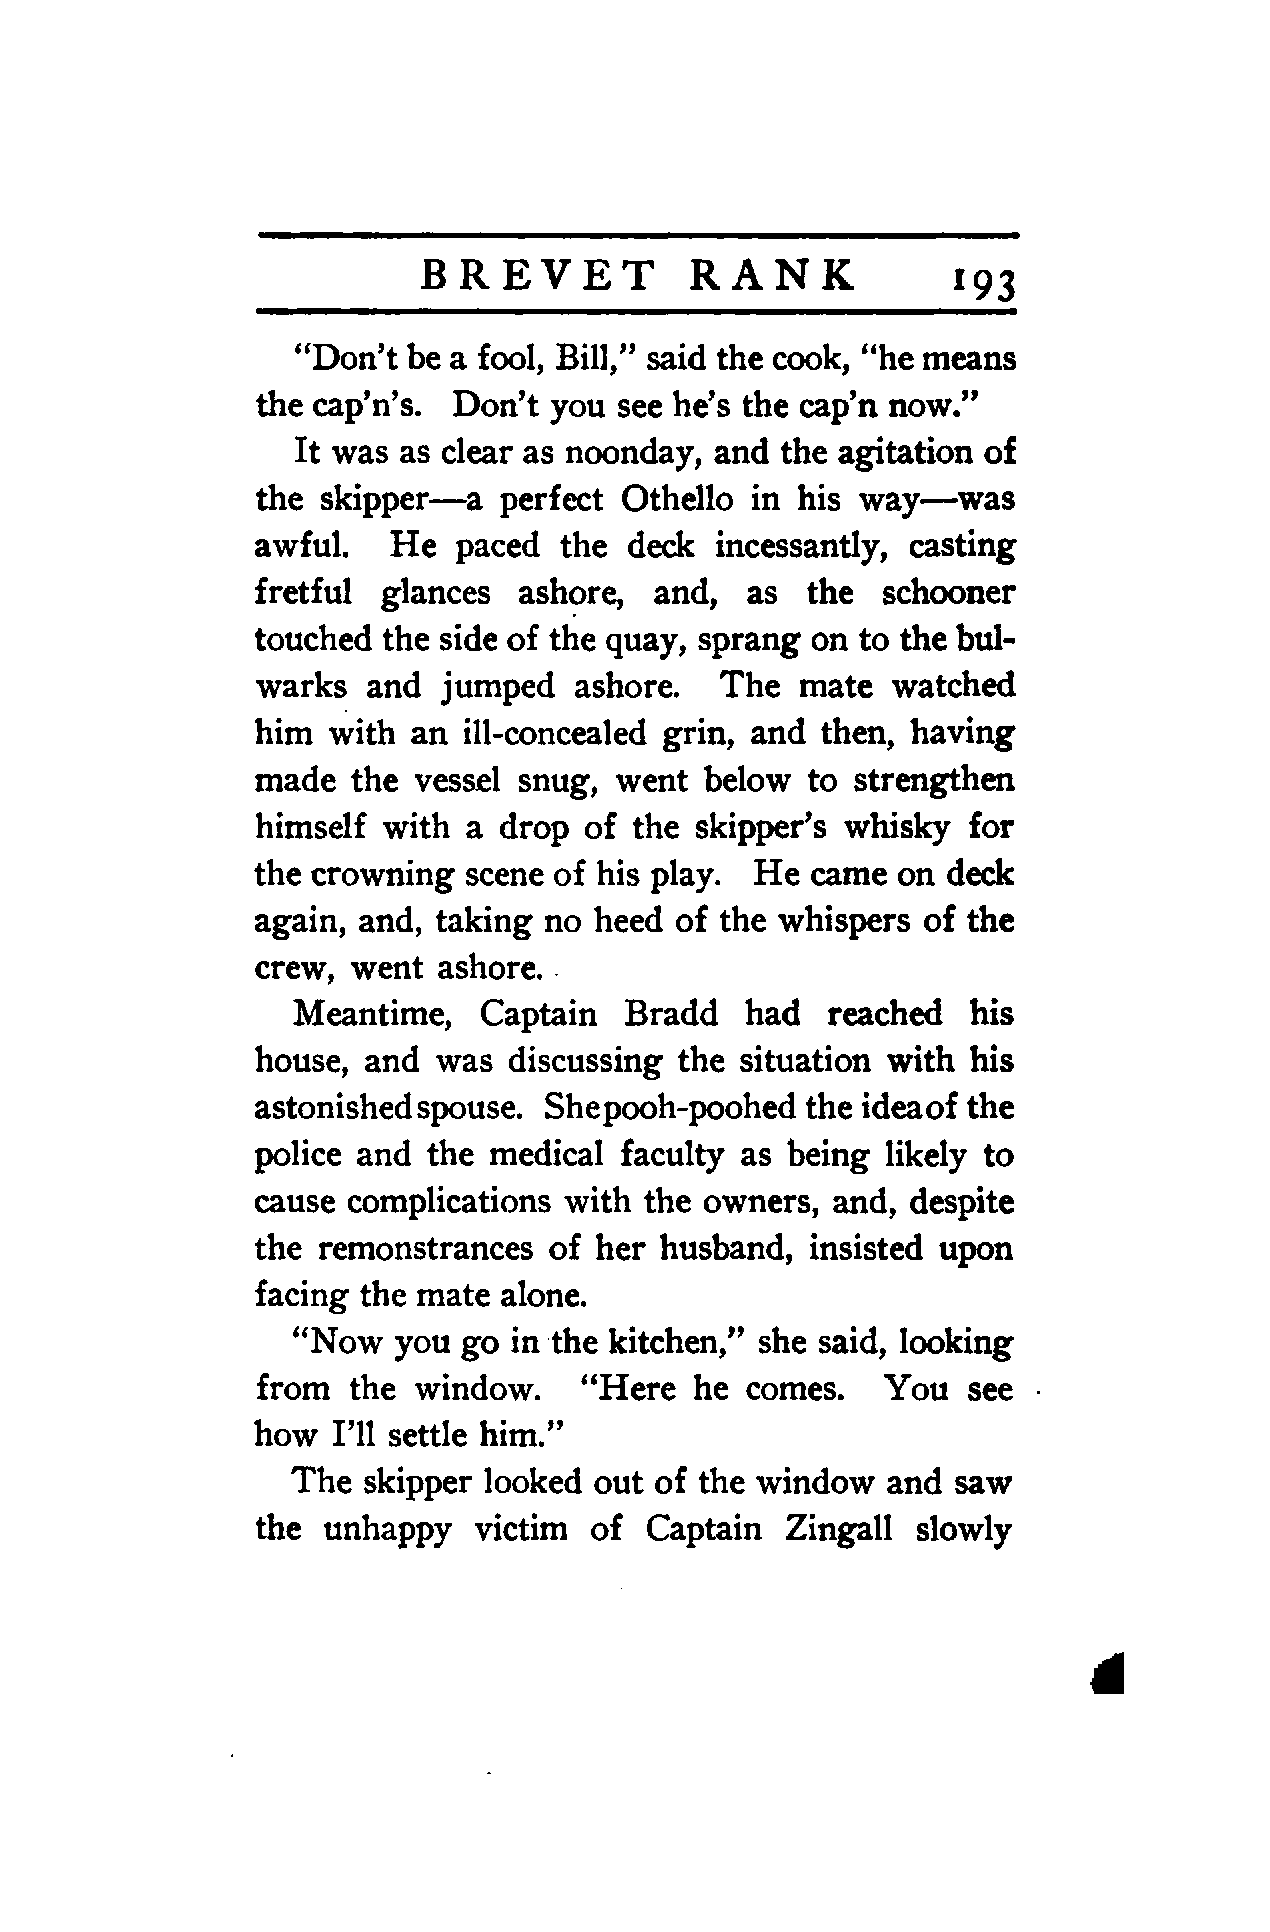 BREVET RANK 193
“Don’t be a fool, Bill,” said the cook, “he means
the cap’n’s. Don’t you see he’s the cap’n now.”
It was as clear as noonday, and the agitation of
the skipper—a perfect Othello in his way—was
awful. He paced the deck incessantly, casting
fretful glances ashore, and, as the schooner
touched the side of the quay, sprang on to the bul-
warks and jumped ashore. The mate watched
him with an ill-concealed grin, and then, having
made the vessel snug, went below to strengthen
himself with a drop of the skipper’s whisky for
the crowning scene of his play. He came on deck
again, and, taking no heed of the whispers of the
crew, went ashore.
Meantime, Captain Bradd had reached his
house, and was discussing the situation with his
astonished spouse. She pooh-poohed the idea of the
police and the medical faculty as being likely to
cause complications with the owners, and, despite
the remonstrances of her husband, insisted upon
facing the mate alone.
“Now you go in the kitchen,” she said, looking
from the window. “Here he comes. You see
how I’ll settle him.”
The skipper looked out of the window and saw
the unhappy victim of Captain Zingall slowly